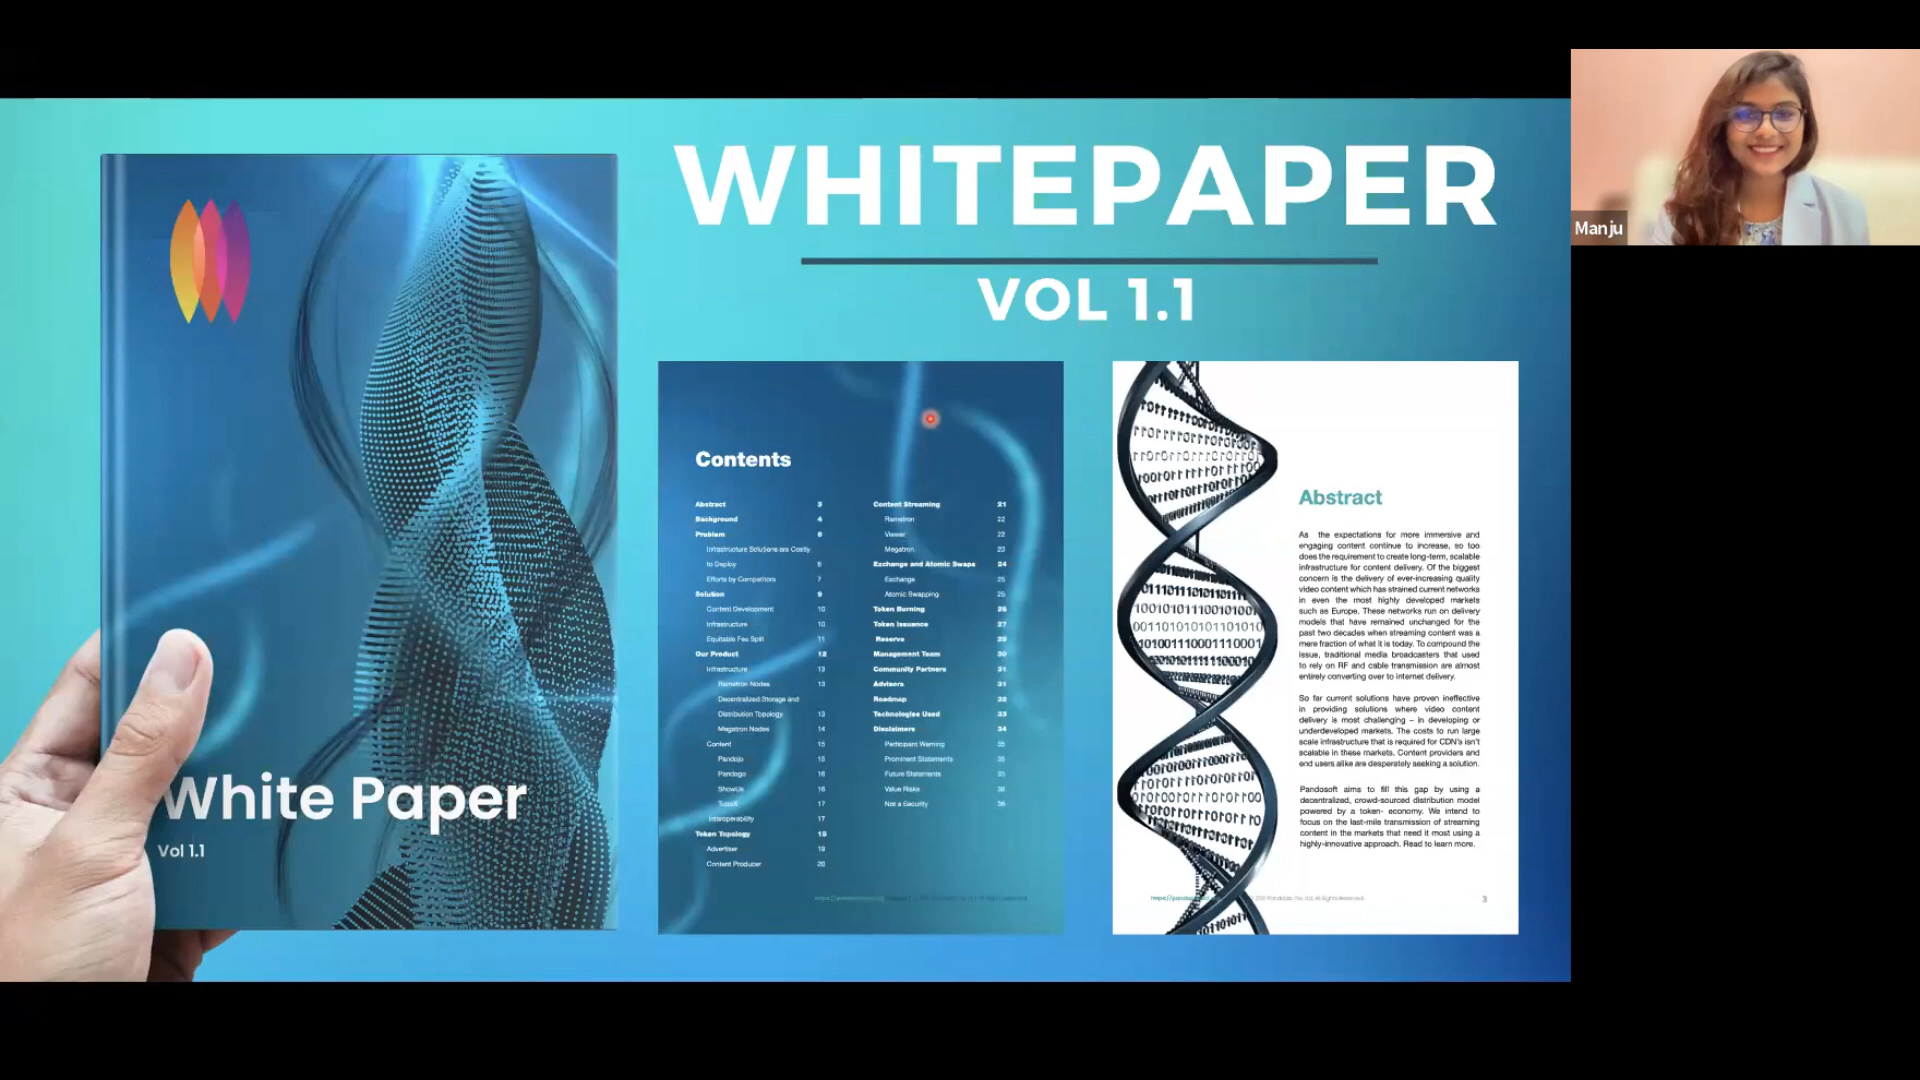 WHITEPAPER
VOL 1.1
Manju
White Paper
Vol 1.1
Contents
Abstract 3
Background 4
Problem 6
Infrastructure Solutions are Costly
to Deploy 6
Efforts by Competitors 7
Solution 9
Content Development 10
Infrastructure 10
Equitable Fee Split 11
Our Product 12
Infrastructure 13
Ramatron Nodes 13
Decentralized Storage and
Distribution Topology 13
Megatron Nodes 14
Content 15
Pandojo 15
Pandogo 16
ShowUs 16
17
Interoperability 17
Token Topology 18
Advertiser 19
Content Producer 20
Content Streaming 21
Ramatron 22
Viewer 22
Megatron 23
Exchange and Atomic Swaps 24
Exchange 25
Atomic Swapping 25
Token Burning 26
Token Issuance 27
Reserve 29
Management Team 30
Community Partners 31
Advisors 31
Roadmap 32
Technologies Used 33
Disclaimers 34
Participant Warning 35
Prominent Statements 35
Future Statements 35
Value Risks 36
Not a Security 36
Abstract
As the expectations for more immersive and
engaging content continue to increase, so too
does the requirement to create long-term, scalable
infrastructure for content delivery. Of the biggest
concern is the delivery of ever-increasing quality
video content which has strained current networks
in even the most highly developed markets
such as Europe. These networks run on delivery
models that have remained unchanged for the
past two decades when streaming content was a
mere fraction of what it is today. To compound the
issue, traditional media broadcasters that used
to rely on RF and cable transmission are almost
entirely converting over to internet delivery.
So far current solutions have proven ineffective
in providing solutions where video content
delivery is most challenging – in developing or
underdeveloped markets. The costs to run large
scale infrastructure that is required for CDN's isn't
scalable in these markets. Content providers and
end users alike are desperately seeking a solution.
Pandosoft aims to fill this gap by using a
decentralized, crowd-sourced distribution model
powered by a token- economy. We intend to
focus on the last-mile transmission of streaming
content in the markets that need it most using a
highly-innovative approach. Read to learn more.
3